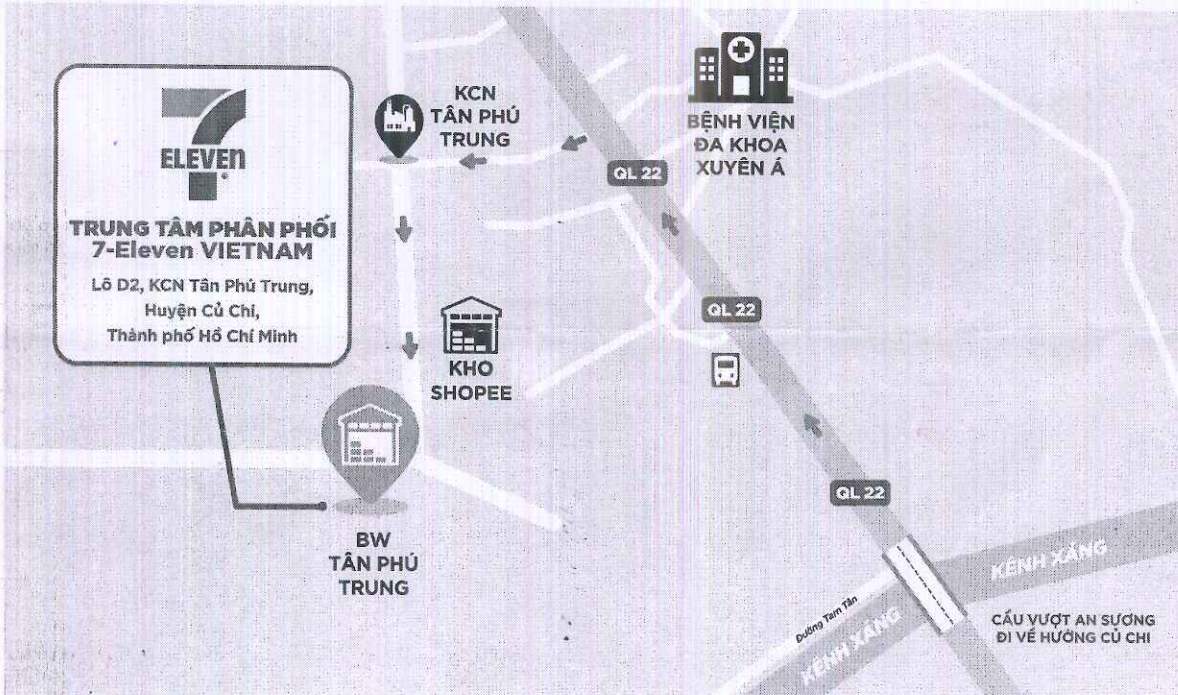 7
ELEVEN
TRUNG TÂM PHÂN PHỐI
7-Eleven VIETNAM
Lô D2, KCN Tân Phú Trung,
Huyện Củ Chi,
Thành phố Hồ Chí Minh
KCN
TÂN PHÚ
TRUNG
BỆNH VIỆN
ĐA KHOA
XUYÊN Á
QL 22
QL 22
KHO
SHOPEE
QL 22
BW
TÂN PHÚ
TRUNG
KÊNH XÁNG
Đường Tam Tân
KÊNH XÁNG
CẦU VƯỢT AN SƯƠNG
ĐI VỀ HƯỚNG CỦ CHI